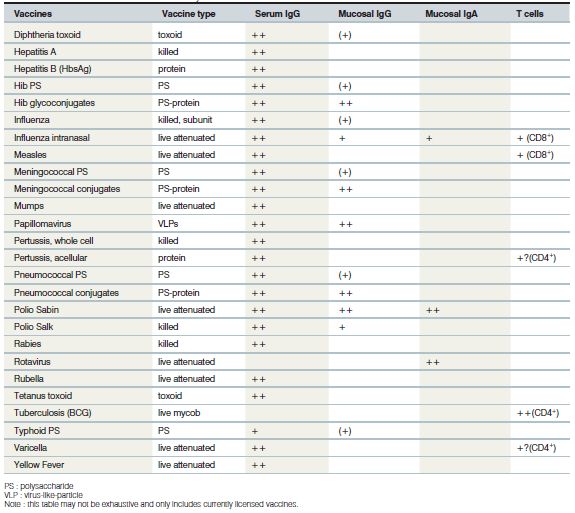 Vaccines Vaccine type Serum IgG Mucosal IgG Mucosal IgA T cells
Diphtheria toxoid toxoid ++ (+)
Hepatitis A killed ++
Hepatitis B (HbsAg) protein ++
Hib PS PS ++ (+)
Hib glycoconjugates PS-protein ++ ++
Influenza killed, subunit ++ (+)
Influenza intranasal live attenuated ++ + + + (CD8+)
Measles live attenuated ++ + (CD8+)
Meningococcal PS PS ++ (+)
Meningococcal conjugates PS-protein ++ ++
Mumps live attenuated ++
Papillomavirus VLPs ++ ++
Pertussis, whole cell killed ++
Pertussis, acellular protein ++ +?(CD4+)
Pneumococcal PS PS ++ (+)
Pneumococcal conjugates PS-protein ++ ++
Polio Sabin live attenuated ++ ++ ++
Polio Salk killed ++ +
Rabies killed ++
Rotavirus live attenuated ++
Rubella live attenuated ++
Tetanus toxoid toxoid ++
Tuberculosis (BCG) live mycob ++(CD4+)
Typhoid PS PS + (+)
Varicella live attenuated ++ +?(CD4+)
Yellow Fever live attenuated ++
PS : polysaccharide
VLP : virus-like-particle
Note : this table may not be exhaustive and only includes currently licensed vaccines.